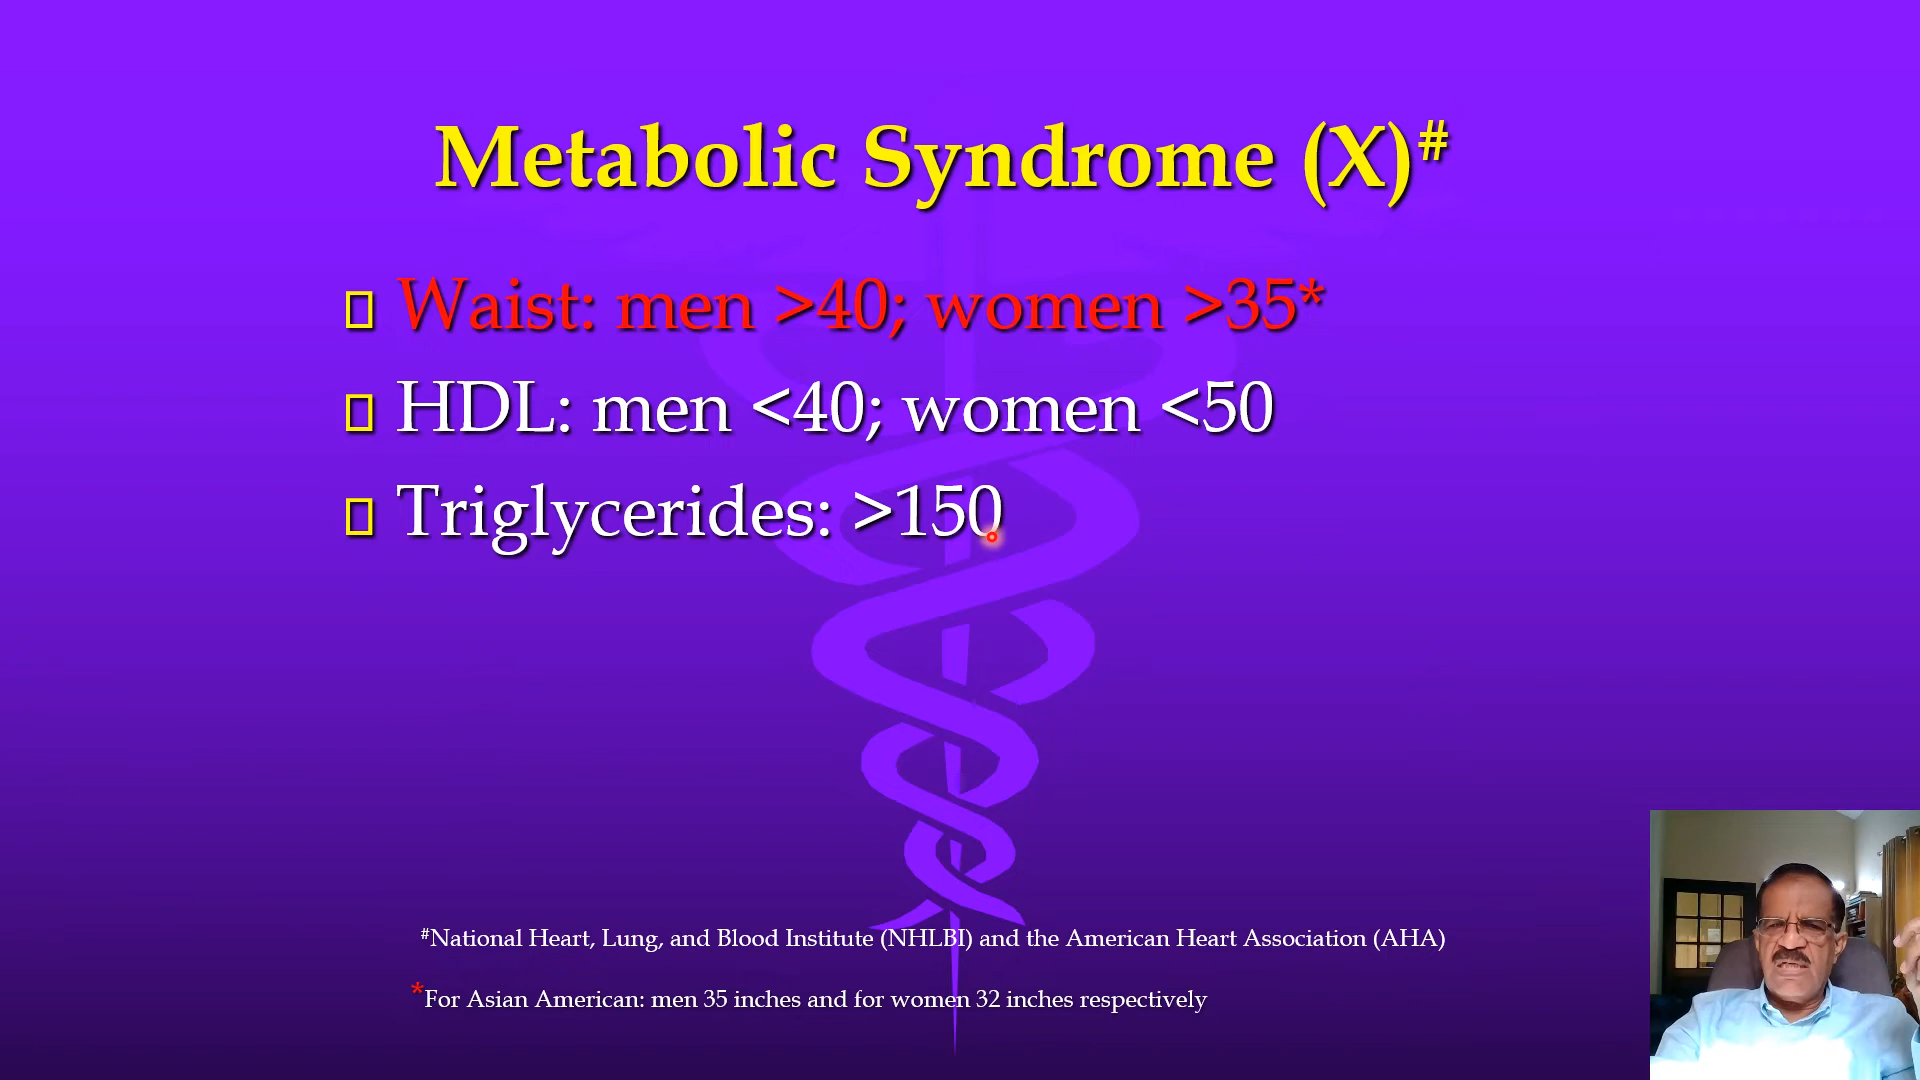 Metabolic Syndrome (X)#
Waist: men >40; women >35*
HDL: men <40; women <50
Triglycerides: >150
#National Heart, Lung, and Blood Institute (NHLBI) and the American Heart Association (AHA)
*For Asian American: men 35 inches and for women 32 inches respectively